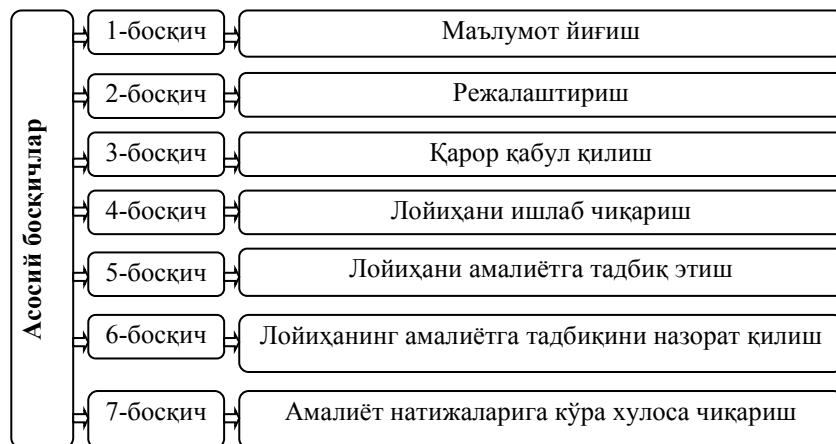 Асосий босқичлар
1-босқич
Маълумот йиғиш
2-босқич
Режалаштириш
3-босқич
Қарор қабул қилиш
4-босқич
Лойиҳани ишлаб чиқариш
5-босқич
Лойиҳани амалиётга тадбиқ этиш
6-босқич
Лойиҳанинг амалиётга тадбиқини назорат қилиш
7-босқич
Амалиёт натижаларига кўра хулоса чиқариш